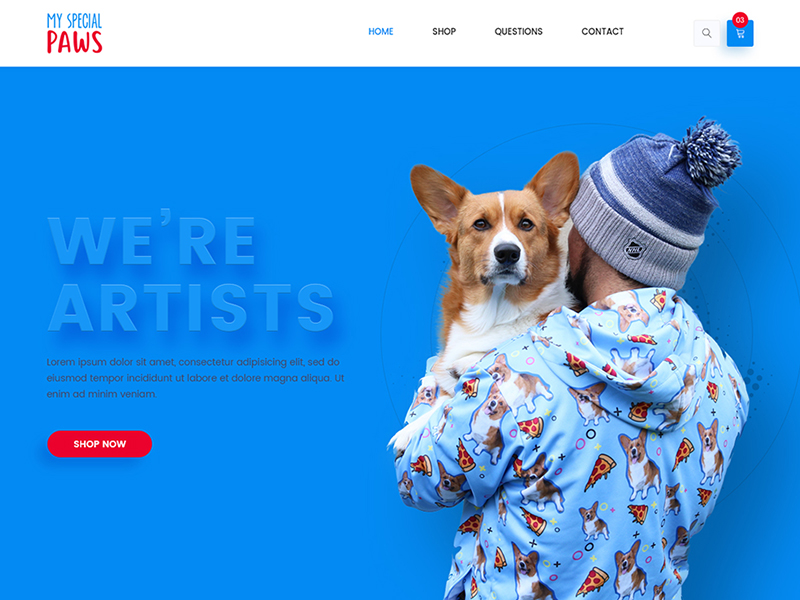 MY SPECIAL
PAWS
HOME
SHOP
QUESTIONS
CONTACT
03
WE'RE
ARTISTS
Lorem ipsum dolor sit amet, consectetur adipisicing elit, sed do
eiusmod tempor incididunt ut labore et dolore magna aliqua. Ut
enim ad minim veniam.
SHOP NOW
NHL